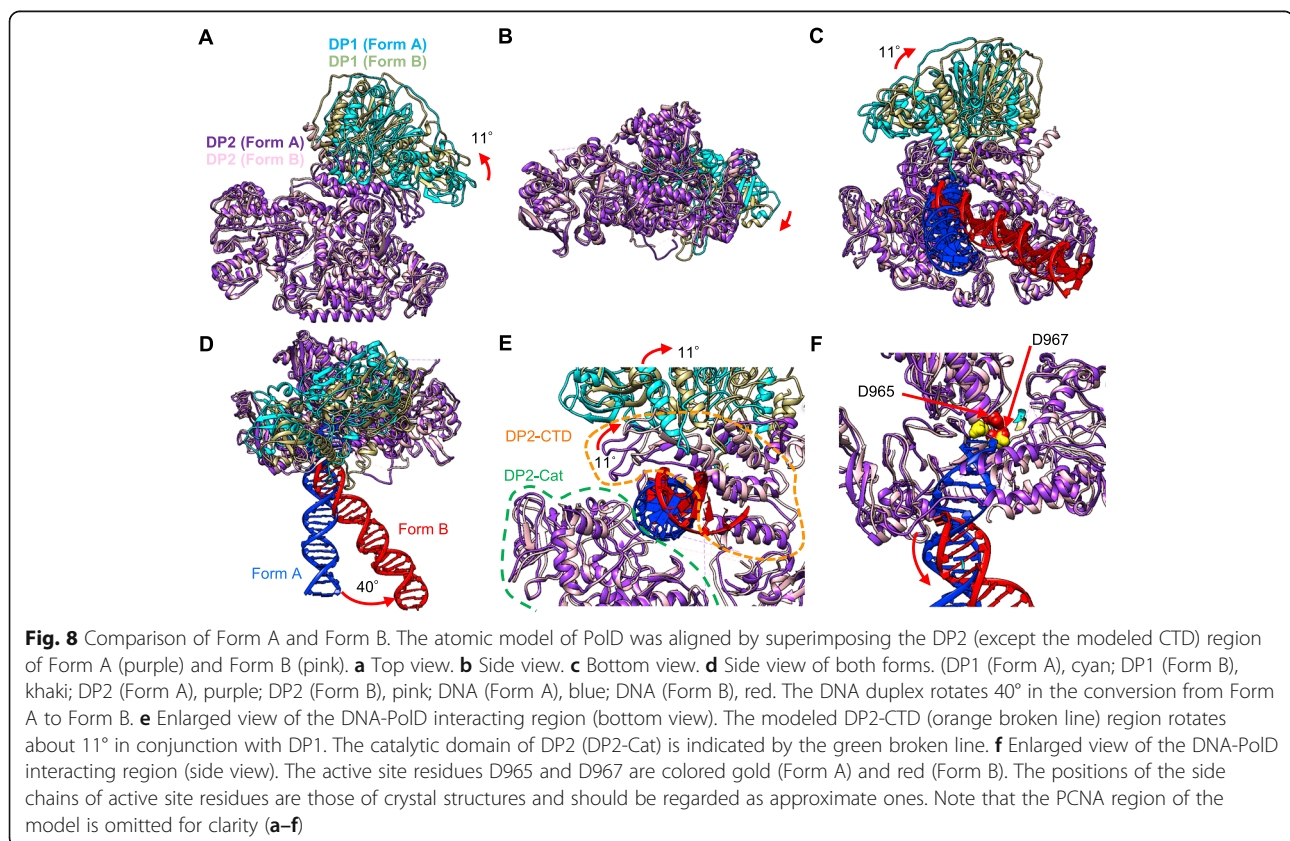 A
DP1 (Form A)
DP1 (Form B)
DP2 (Form A)
DP2 (Form B)
11°
B
C
11°
D
Form B
Form A
40°
E
11°
DP2-CTD
11°
DP2-Cat
F
D967
D965
Fig. 8 Comparison of Form A and Form B. The atomic model of PolD was aligned by superimposing the DP2 (except the modeled CTD) region
of Form A (purple) and Form B (pink). a Top view. b Side view. c Bottom view. d Side view of both forms. (DP1 (Form A), cyan; DP1 (Form B),
khaki; DP2 (Form A), purple; DP2 (Form B), pink; DNA (Form A), blue; DNA (Form B), red. The DNA duplex rotates 40° in the conversion from Form
A to Form B. e Enlarged view of the DNA-PolD interacting region (bottom view). The modeled DP2-CTD (orange broken line) region rotates
about 11° in conjunction with DP1. The catalytic domain of DP2 (DP2-Cat) is indicated by the green broken line. f Enlarged view of the DNA-PolD
interacting region (side view). The active site residues D965 and D967 are colored gold (Form A) and red (Form B). The positions of the side
chains of active site residues are those of crystal structures and should be regarded as approximate ones. Note that the PCNA region of the
model is omitted for clarity (a–f)